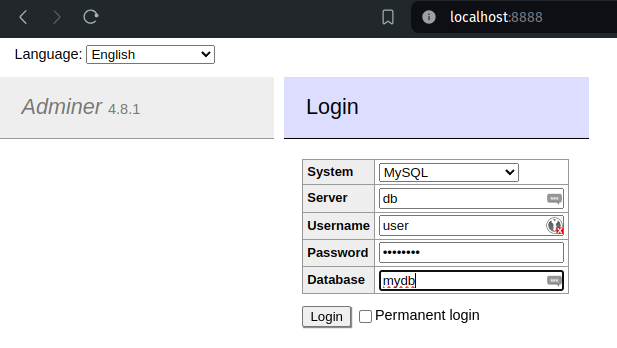 localhost:8888
Language: English
Adminer 4.8.1
Login
System MySQL
Server db
Username user
Password ••••••••
Database mydb
Login Permanent login